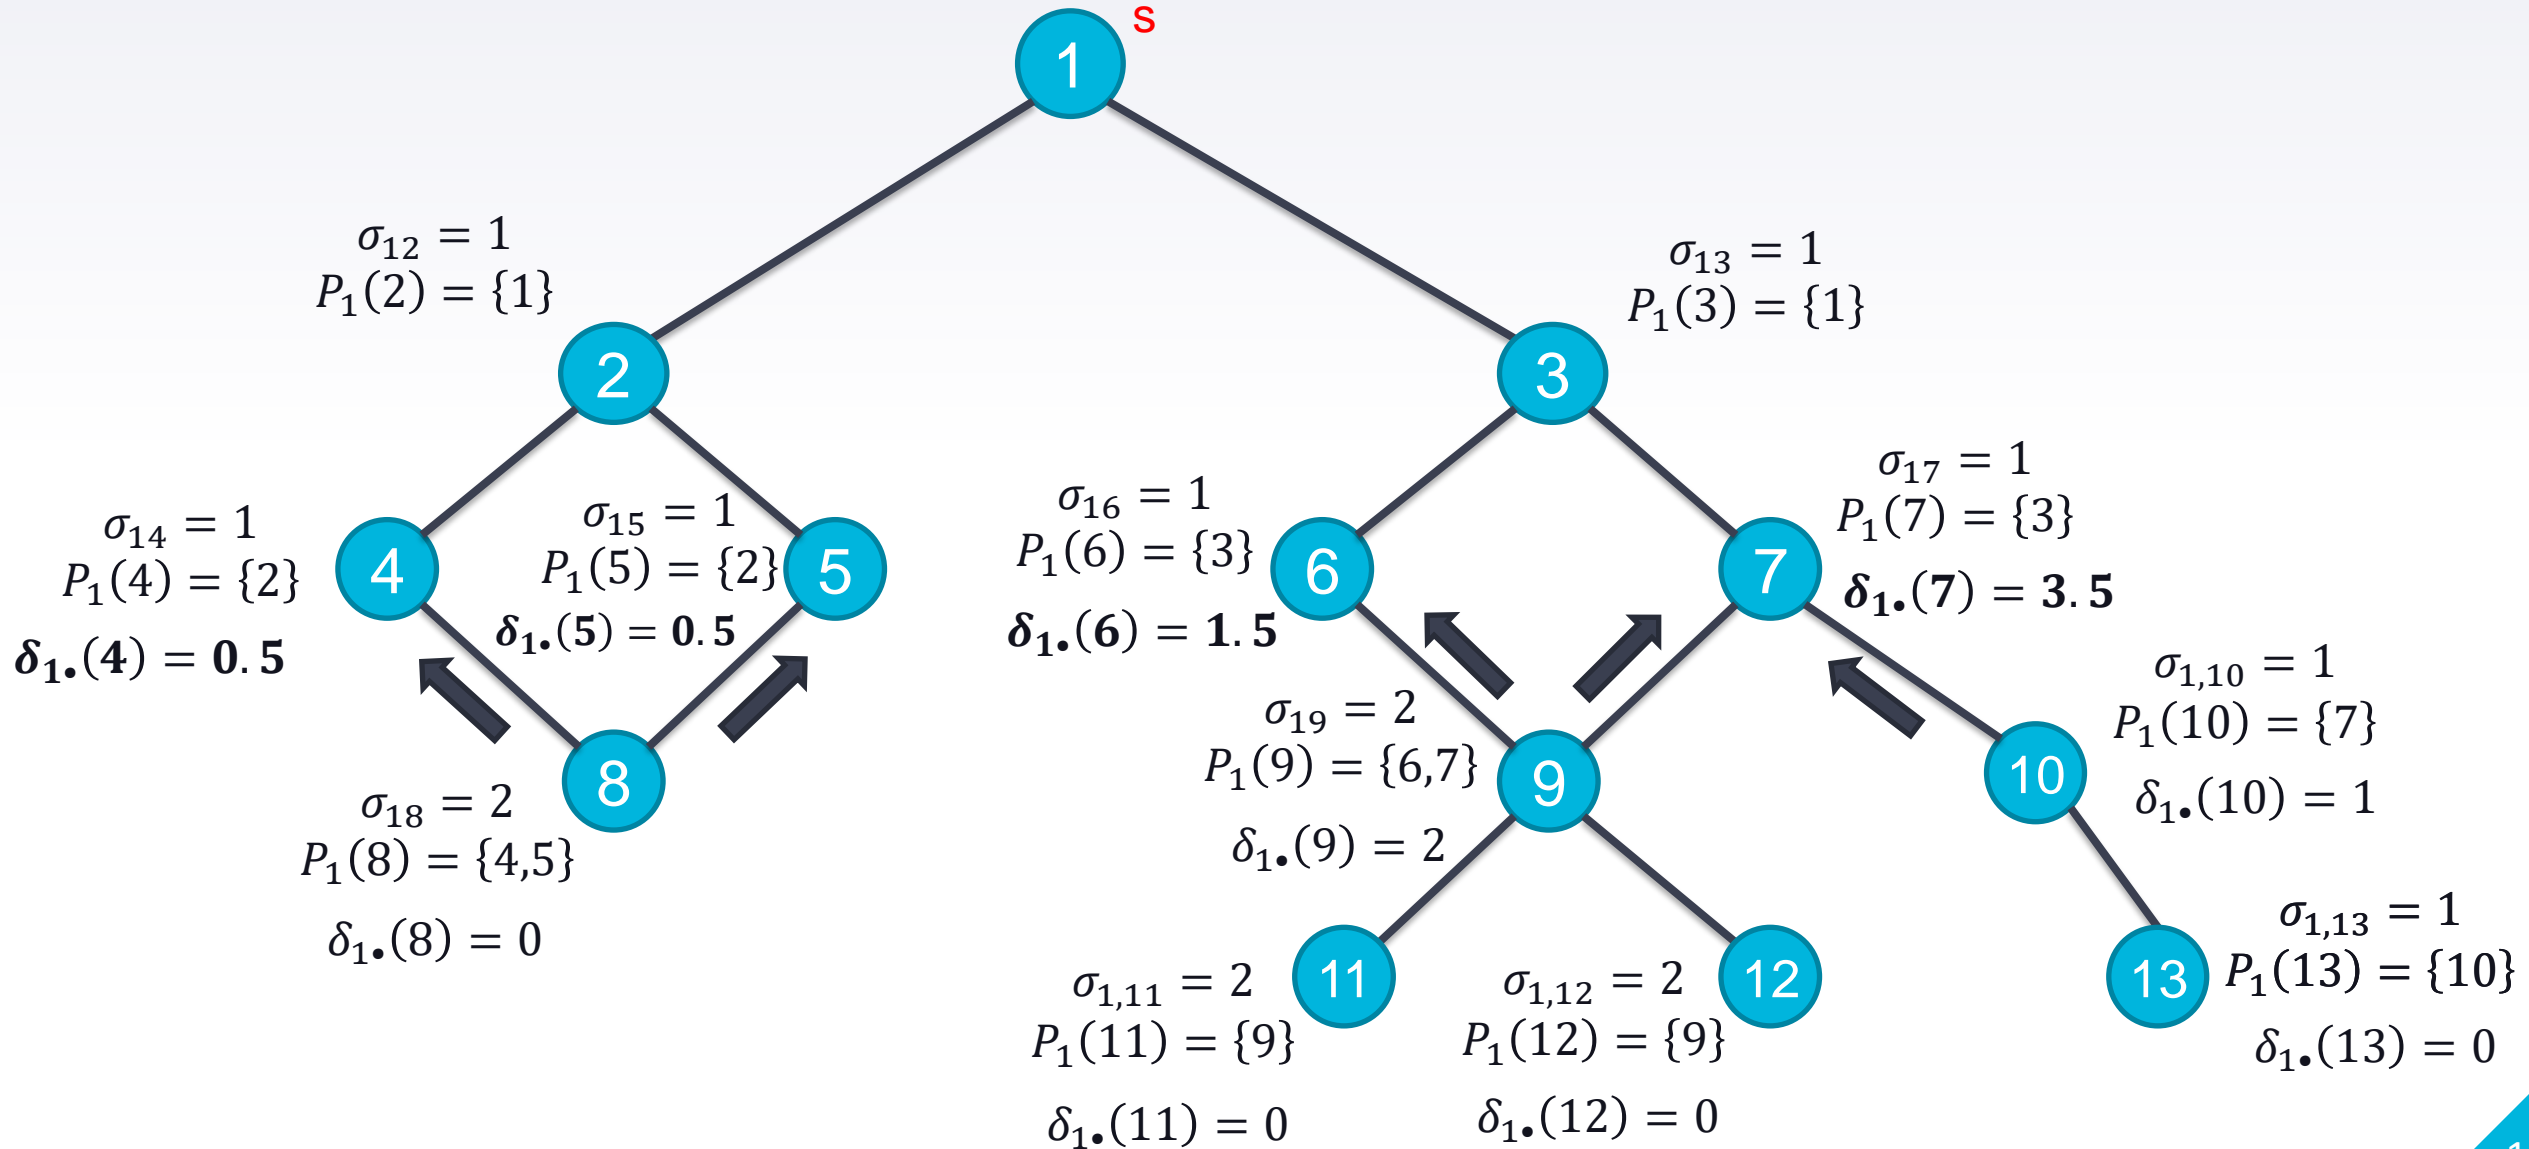 1
s
σ₁₂ = 1
P₁(2) = {1}
σ₁₃ = 1
P₁(3) = {1}
2
3
σ₁₄ = 1
P₁(4) = {2}
δ₁•(4) = 0.5
4
σ₁₅ = 1
P₁(5) = {2}
δ₁•(5) = 0.5
5
σ₁₆ = 1
P₁(6) = {3}
δ₁•(6) = 1.5
6
7
σ₁₇ = 1
P₁(7) = {3}
δ₁•(7) = 3.5
8
σ₁₈ = 2
P₁(8) = {4,5}
δ₁•(8) = 0
σ₁₉ = 2
P₁(9) = {6,7}
δ₁•(9) = 2
9
10
σ₁,₁₀ = 1
P₁(10) = {7}
δ₁•(10) = 1
11
σ₁,₁₁ = 2
P₁(11) = {9}
δ₁•(11) = 0
12
σ₁,₁₂ = 2
P₁(12) = {9}
δ₁•(12) = 0
13
σ₁,₁₃ = 1
P₁(13) = {10}
δ₁•(13) = 0